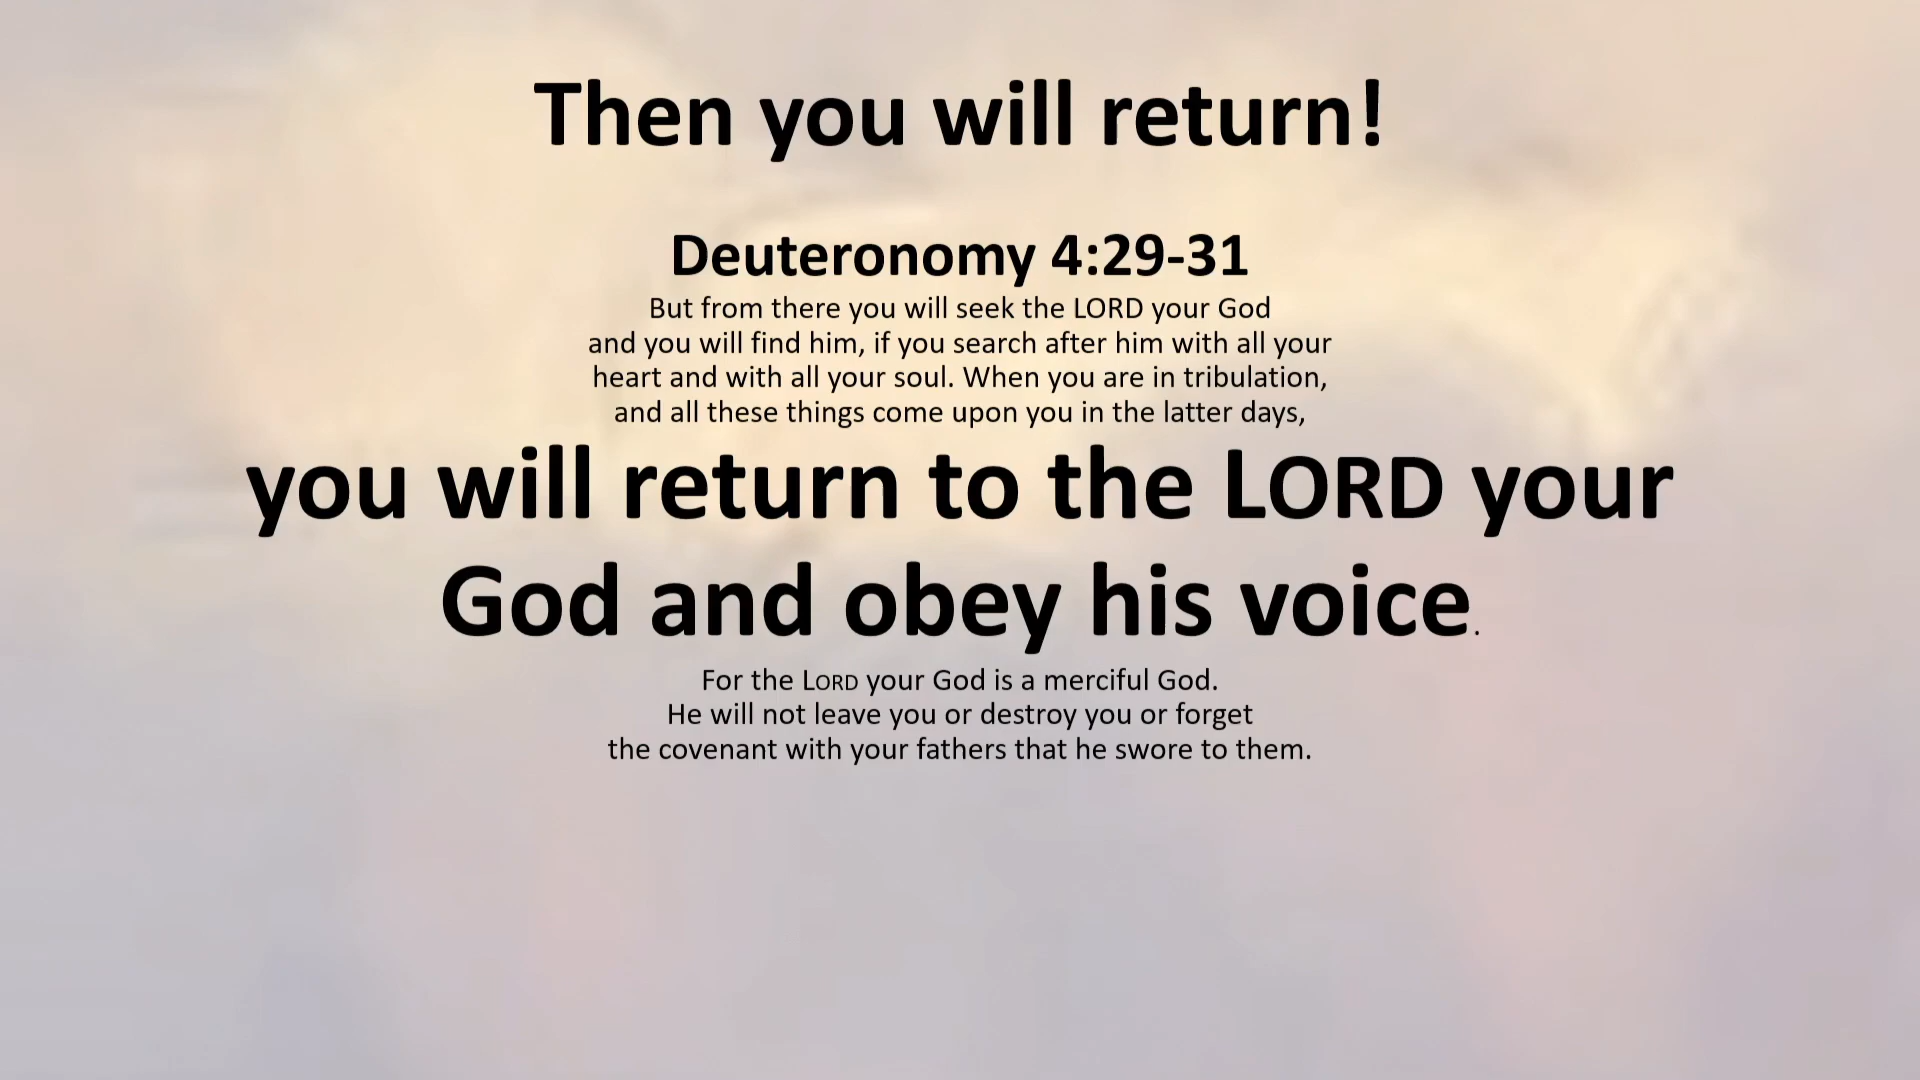 Then you will return!
Deuteronomy 4:29-31
But from there you will seek the LORD your God
and you will find him, if you search after him with all your
heart and with all your soul. When you are in tribulation,
and all these things come upon you in the latter days,
you will return to the LORD your
God and obey his voice.
For the LORD your God is a merciful God.
He will not leave you or destroy you or forget
the covenant with your fathers that he swore to them.